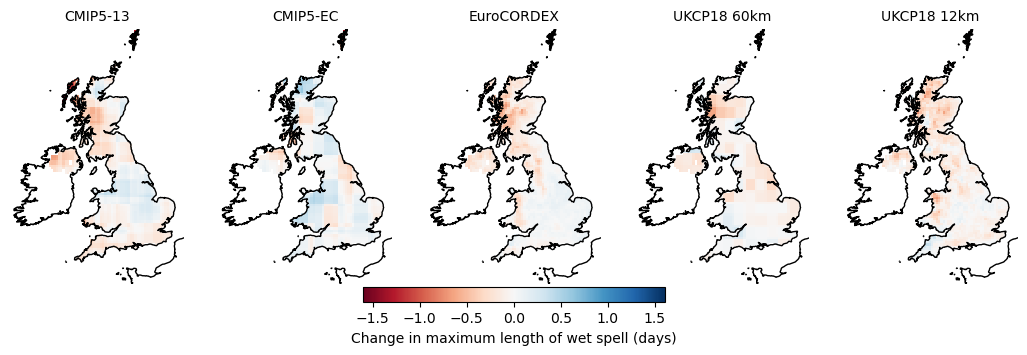 CMIP5-13 CMIP5-EC EuroCORDEX UKCP18 60km UKCP18 12km
−1.5 −1.0 −0.5 0.0 0.5 1.0 1.5
Change in maximum length of wet spell (days)